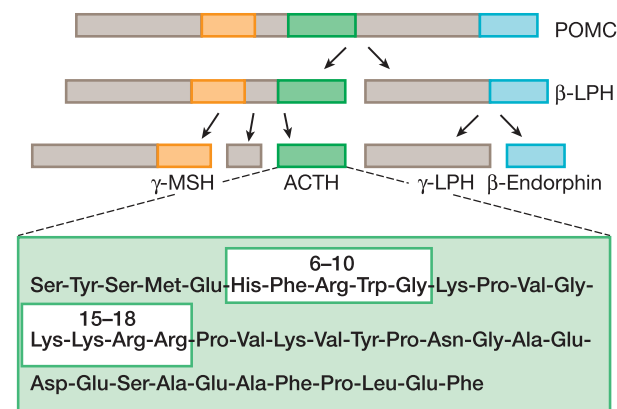 POMC
β-LPH
γ-MSH
ACTH
γ-LPH
β-Endorphin
6–10
Ser-Tyr-Ser-Met-Glu-His-Phe-Arg-Trp-Gly-Lys-Pro-Val-Gly-
15–18
Lys-Lys-Arg-Arg-Pro-Val-Lys-Val-Tyr-Pro-Asn-Gly-Ala-Glu-
Asp-Glu-Ser-Ala-Glu-Ala-Phe-Pro-Leu-Glu-Phe